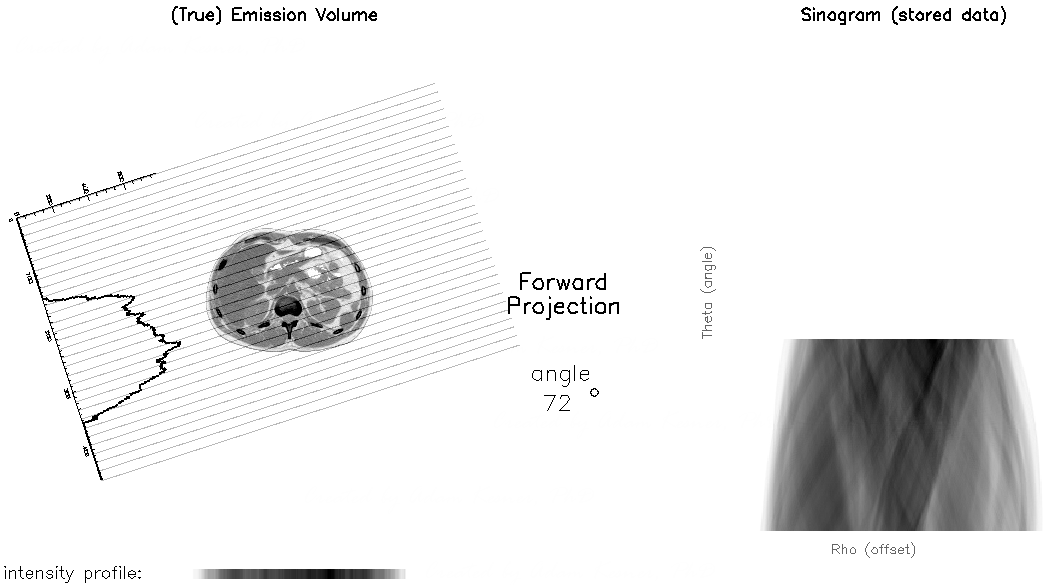 (True) Emission Volume
Sinogram (stored data)
Forward
Projection
angle
72 °
Theta (angle)
Rho (offset)
intensity profile: